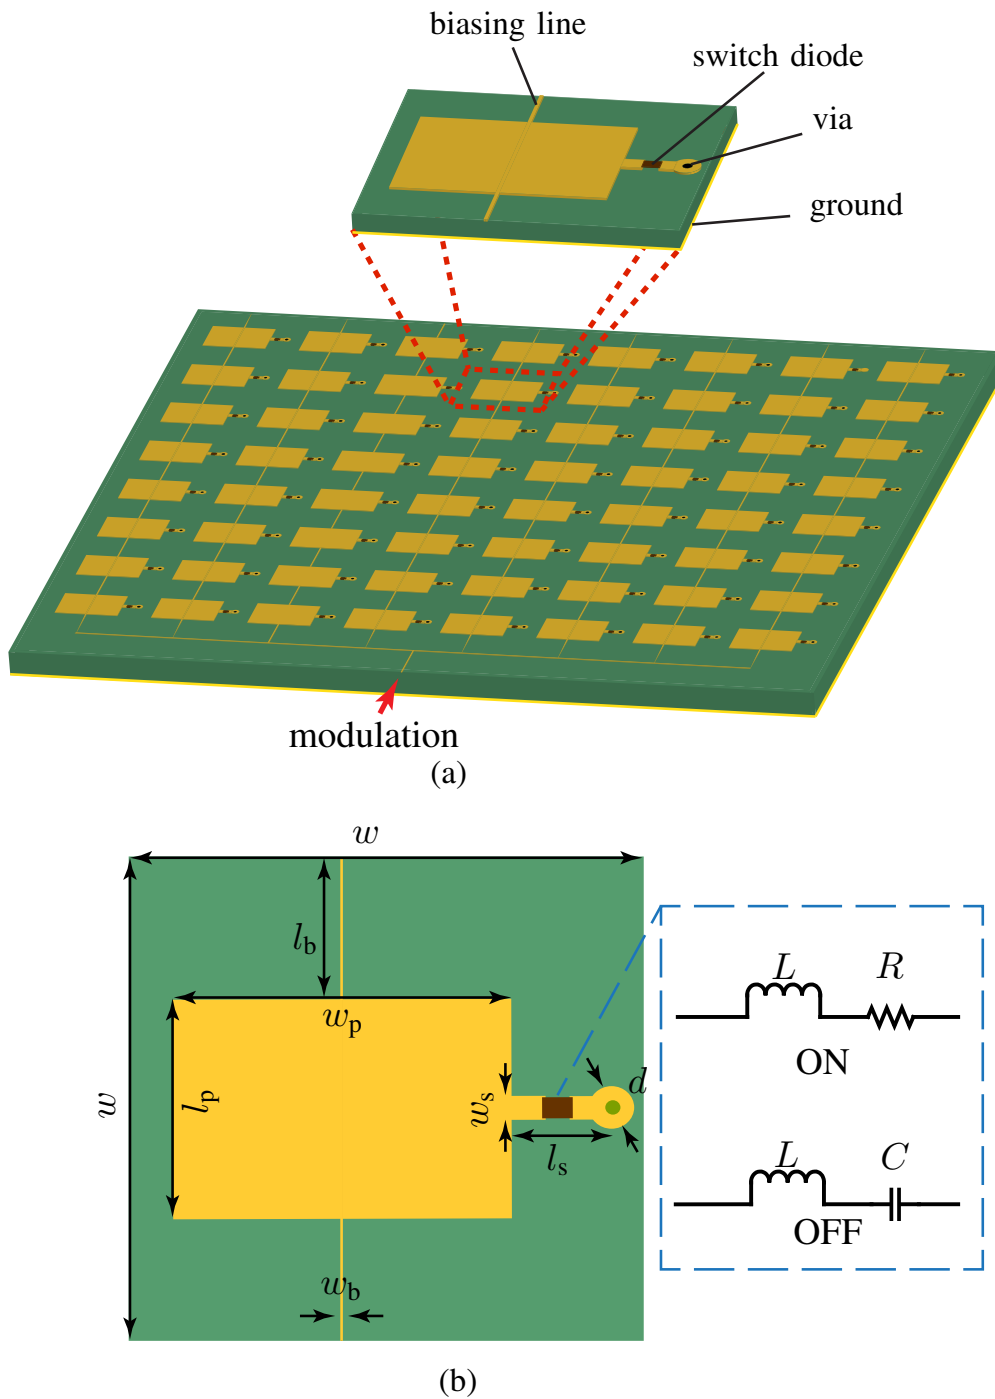 biasing line
switch diode
via
ground
modulation
(a)
w
l_b
w_p
w
l_p
w_s
d
l_s
w_b
L R
ON
L C
OFF
(b)